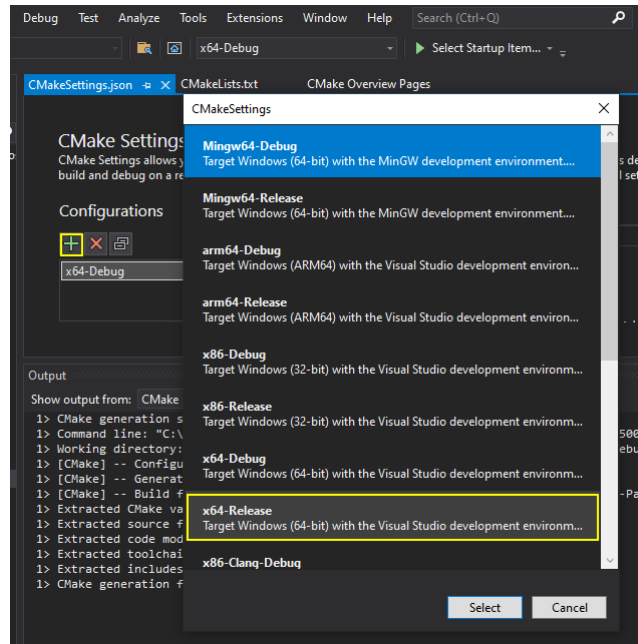 Debug Test Analyze Tools Extensions Window Help Search (Ctrl+Q)
x64-Debug Select Startup Item...
CMakeSettings.json CMakeLists.txt CMake Overview Pages
CMakeSettings
CMake Settings
CMake Settings allows y
build and debug on a re
Configurations
x64-Debug
Mingw64-Debug
Target Windows (64-bit) with the MinGW development environment....
Mingw64-Release
Target Windows (64-bit) with the MinGW development environment....
arm64-Debug
Target Windows (ARM64) with the Visual Studio development environ...
arm64-Release
Target Windows (ARM64) with the Visual Studio development environ...
x86-Debug
Target Windows (32-bit) with the Visual Studio development environm...
x86-Release
Target Windows (32-bit) with the Visual Studio development environm...
x64-Debug
Target Windows (64-bit) with the Visual Studio development environm...
x64-Release
Target Windows (64-bit) with the Visual Studio development environm...
x86-Clang-Debug
Select Cancel
Output
Show output from: CMake
1> CMake generation s
1> Command line: "C:\
1> Working directory:
1> [CMake] -- Configu
1> [CMake] -- Generat
1> [CMake] -- Build f
1> Extracted CMake va
1> Extracted source f
1> Extracted code mod
1> Extracted toolchai
1> Extracted includes
1> CMake generation f